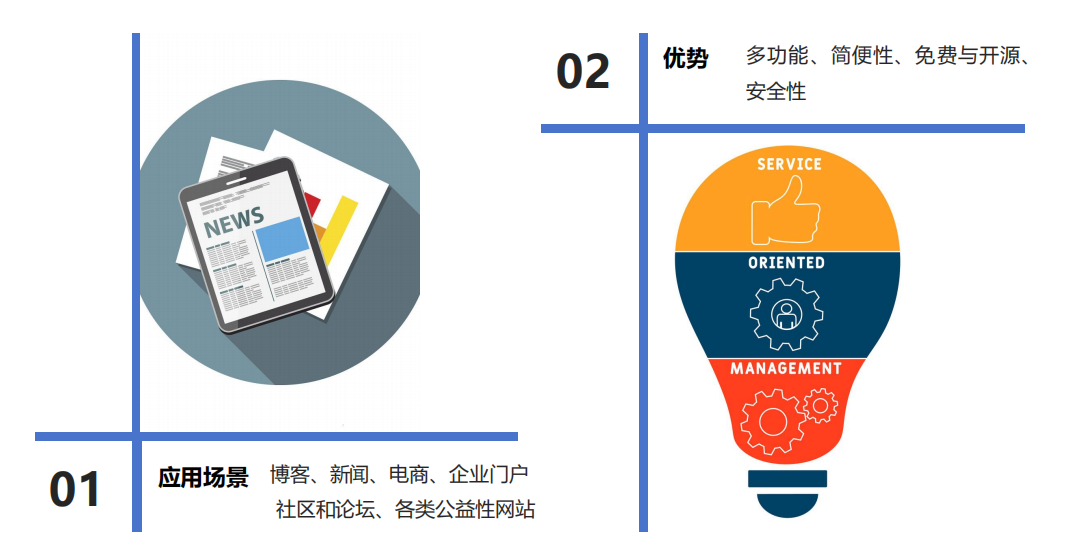 NEWS
01
应用场景
博客、新闻、电商、企业门户
社区和论坛、各类公益性网站
02
优势
多功能、简便性、免费与开源、
安全性
SERVICE
ORIENTED
MANAGEMENT